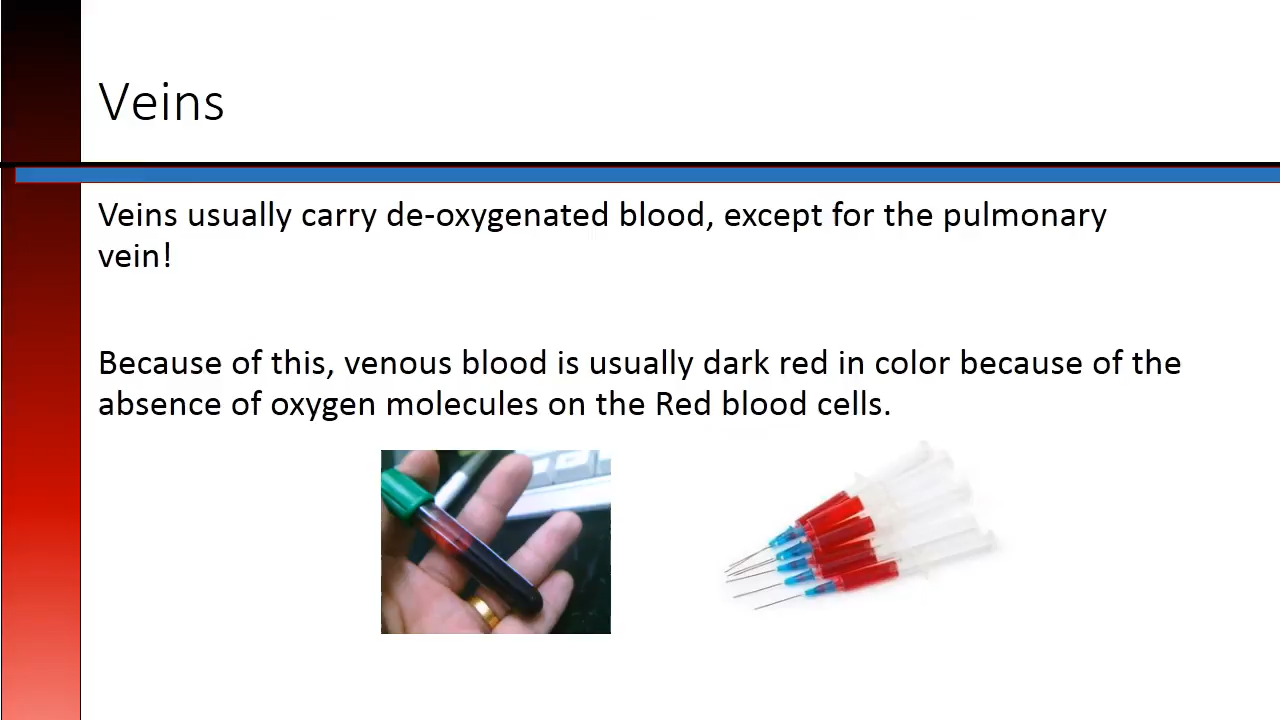 Veins
Veins usually carry de-oxygenated blood, except for the pulmonary
vein!
Because of this, venous blood is usually dark red in color because of the
absence of oxygen molecules on the Red blood cells.